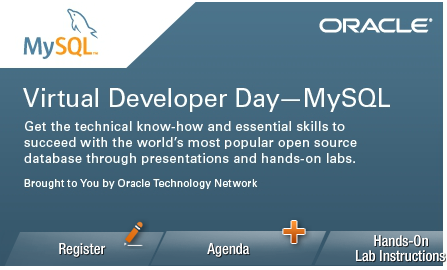 MySQL™
ORACLE®
Virtual Developer Day—MySQL
Get the technical know-how and essential skills to
succeed with the world's most popular open source
database through presentations and hands-on labs.
Brought to You by Oracle Technology Network
Register
Agenda
Hands-On
Lab Instructions